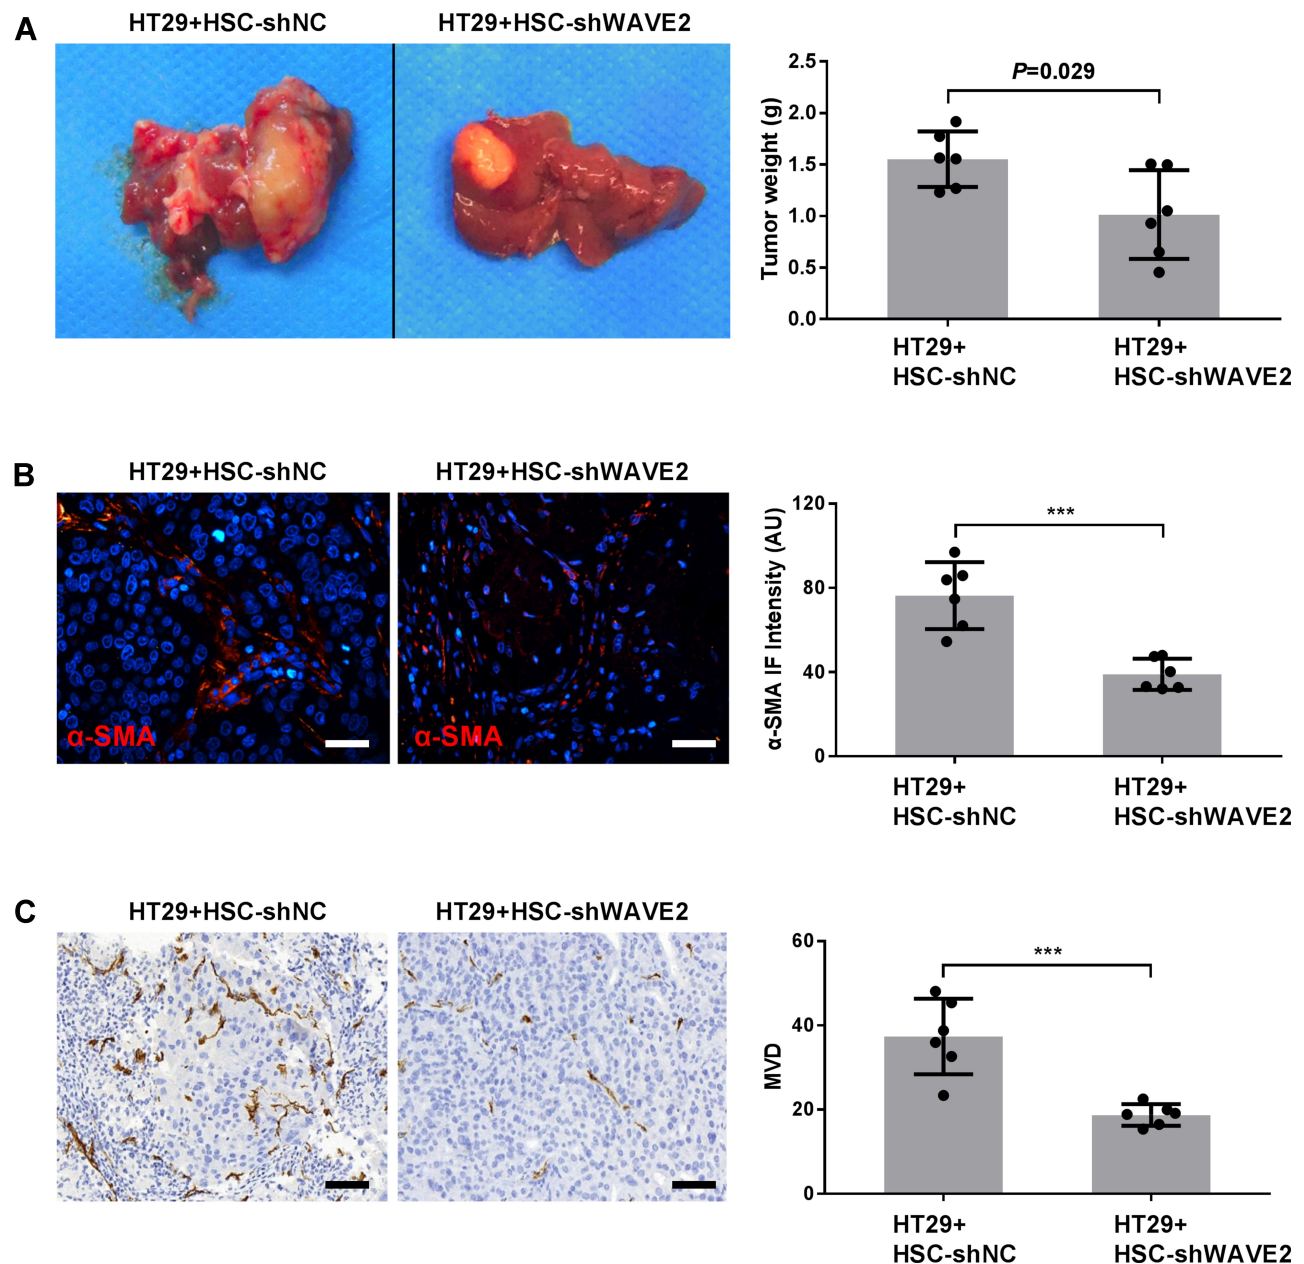 A
HT29+HSC-shNC
HT29+HSC-shWAVE2
Tumor weight (g)
2.5
2.0
1.5
1.0
0.5
0.0
P=0.029
HT29+
HSC-shNC
HT29+
HSC-shWAVE2
B
HT29+HSC-shNC
HT29+HSC-shWAVE2
α-SMA
α-SMA
α-SMA IF Intensity (AU)
120
80
40
0
***
HT29+
HSC-shNC
HT29+
HSC-shWAVE2
C
HT29+HSC-shNC
HT29+HSC-shWAVE2
MVD
60
40
20
0
***
HT29+
HSC-shNC
HT29+
HSC-shWAVE2